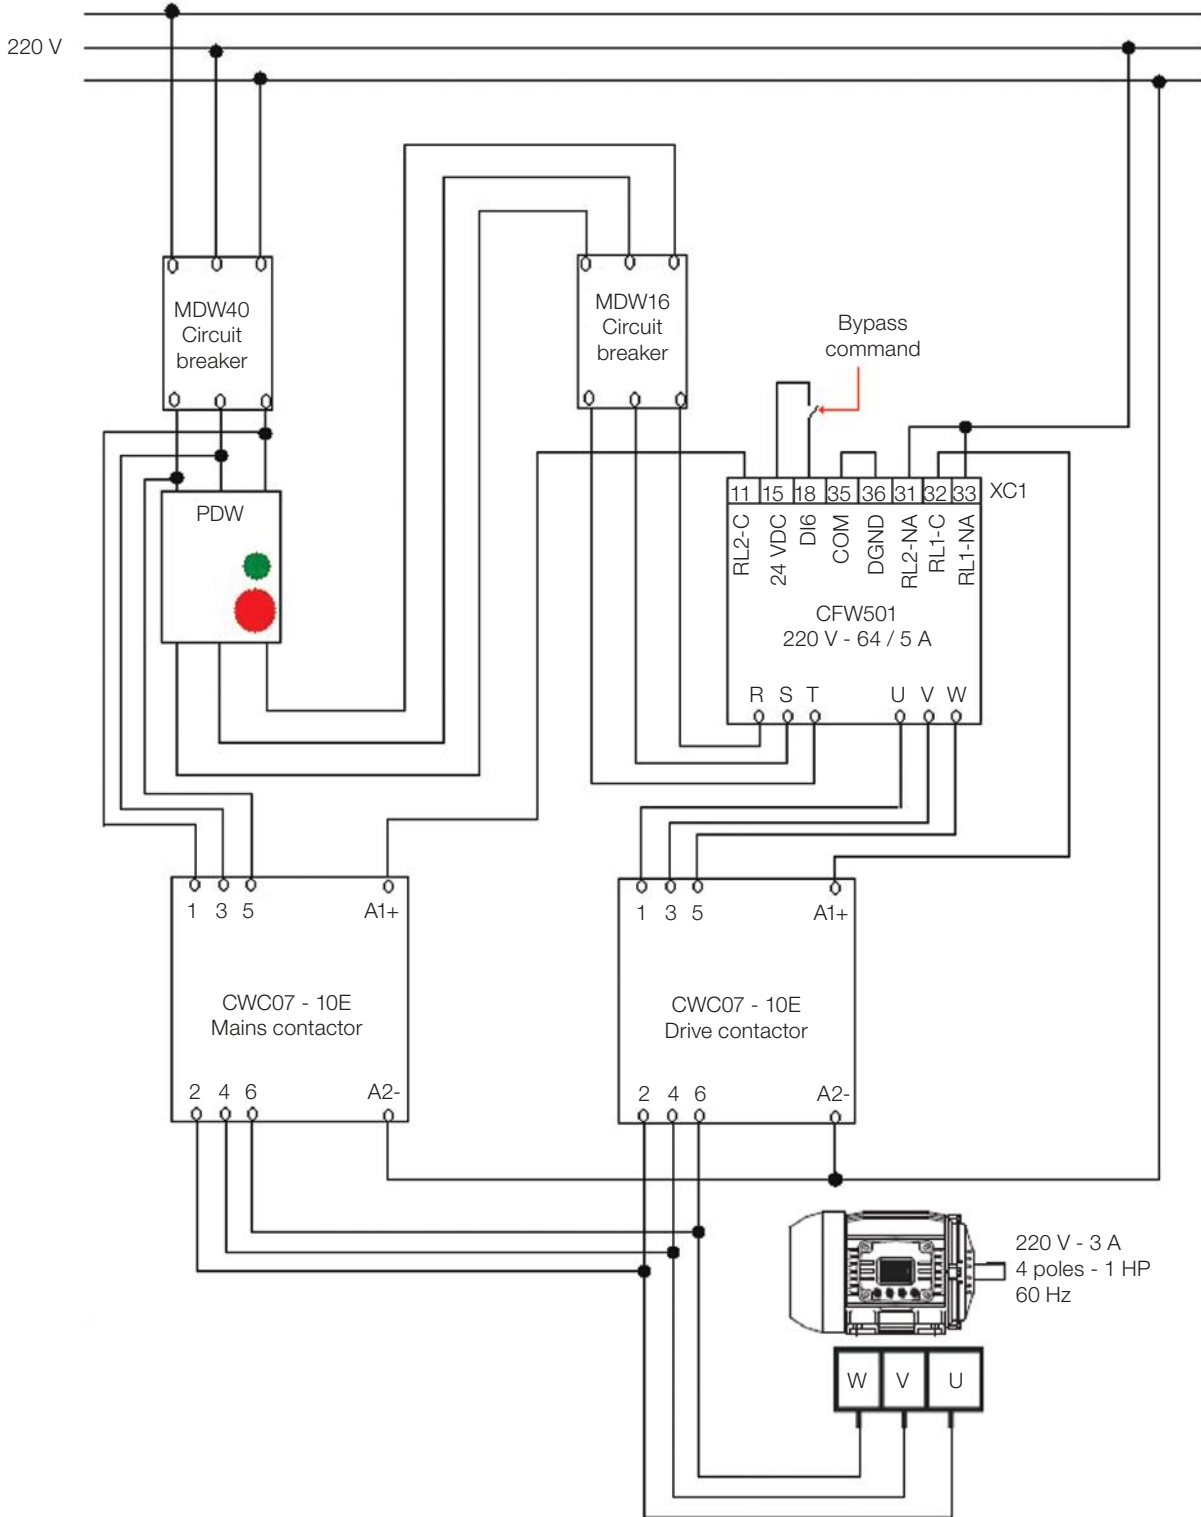 220 V
MDW40
Circuit
breaker
MDW16
Circuit
breaker
Bypass
command
11 15 18 35 36 31 32 33 XC1
RL2-C
24 VDC
DI6
COM
DGND
RL2-NA
RL1-C
RL1-NA
PDW
CFW501
220 V - 64 / 5 A
R S T U V W
1 3 5 A1+
CWC07 - 10E
Mains contactor
2 4 6 A2-
1 3 5 A1+
CWC07 - 10E
Drive contactor
2 4 6 A2-
220 V - 3 A
4 poles - 1 HP
60 Hz
W V U